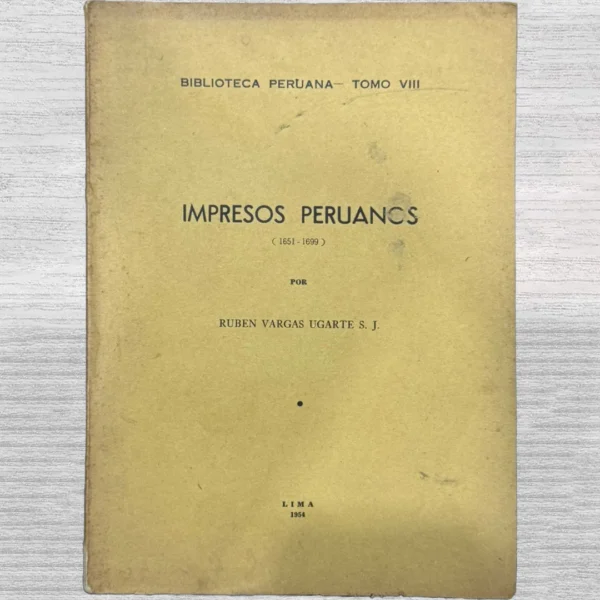 BIBLIOTECA PERUANA — TOMO VIII
IMPRESOS PERUANOS
( 1651 - 1699 )
POR
RUBEN VARGAS UGARTE S. J.
LIMA
1954